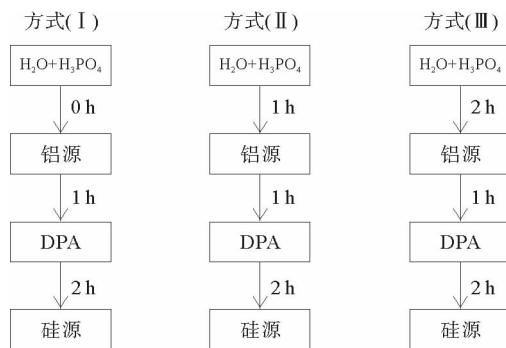 方式(Ⅰ) 方式(Ⅱ) 方式(Ⅲ)
H₂O+H₃PO₄ H₂O+H₃PO₄ H₂O+H₃PO₄
0 h 1 h 2 h
铝源 铝源 铝源
1 h 1 h 1 h
DPA DPA DPA
2 h 2 h 2 h
硅源 硅源 硅源